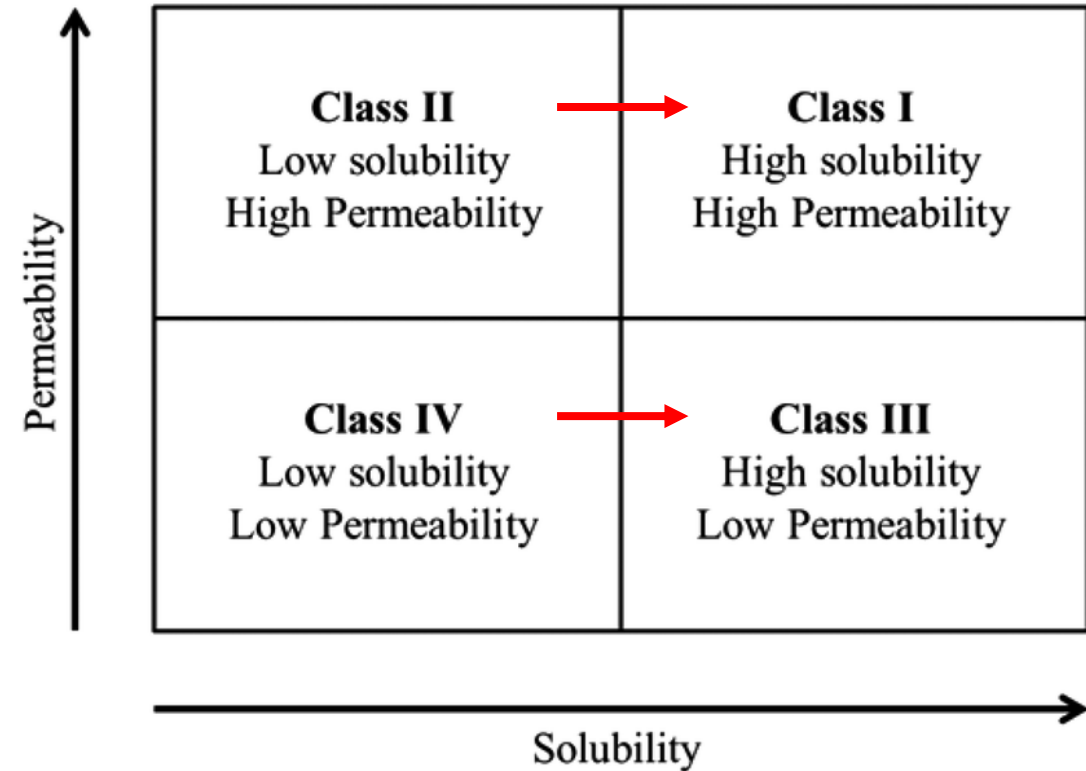 Permeability
Class II
Low solubility
High Permeability
Class I
High solubility
High Permeability
Class IV
Low solubility
Low Permeability
Class III
High solubility
Low Permeability
Solubility